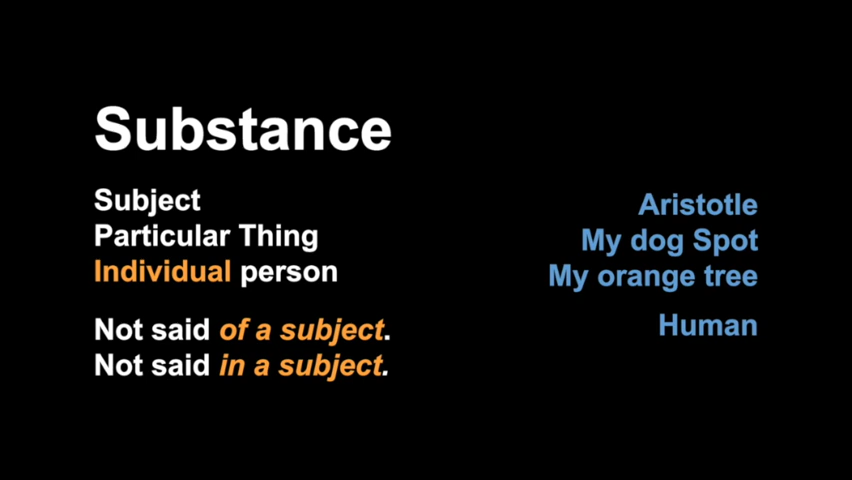 Substance
Subject
Particular Thing
Individual person
Not said of a subject.
Not said in a subject.
Aristotle
My dog Spot
My orange tree
Human